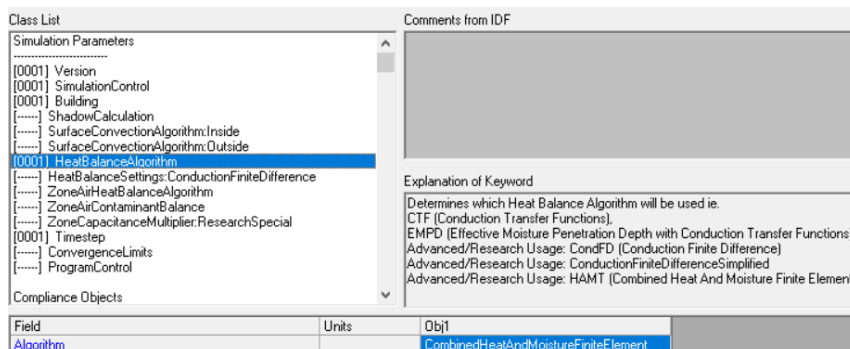 Class List
Comments from IDF
Simulation Parameters
------------------------------
[0001] Version
[0001] SimulationControl
[0001] Building
[------] ShadowCalculation
[------] SurfaceConvectionAlgorithm:Inside
[------] SurfaceConvectionAlgorithm:Outside
[0001] HeatBalanceAlgorithm
[------] HeatBalanceSettings:ConductionFiniteDifference
[------] ZoneAirHeatBalanceAlgorithm
[------] ZoneAirContaminantBalance
[------] ZoneCapacitanceMultiplier:ResearchSpecial
[0001] Timestep
[------] ConvergenceLimits
[------] ProgramControl
Compliance Objects
Explanation of Keyword
Determines which Heat Balance Algorithm will be used ie.
CTF (Conduction Transfer Functions),
EMPD (Effective Moisture Penetration Depth with Conduction Transfer Functions)
Advanced/Research Usage: CondFD (Conduction Finite Difference)
Advanced/Research Usage: ConductionFiniteDifferenceSimplified
Advanced/Research Usage: HAMT (Combined Heat And Moisture Finite Element
Field Units Obj1
Algorithm CombinedHeatAndMoistureFiniteElement